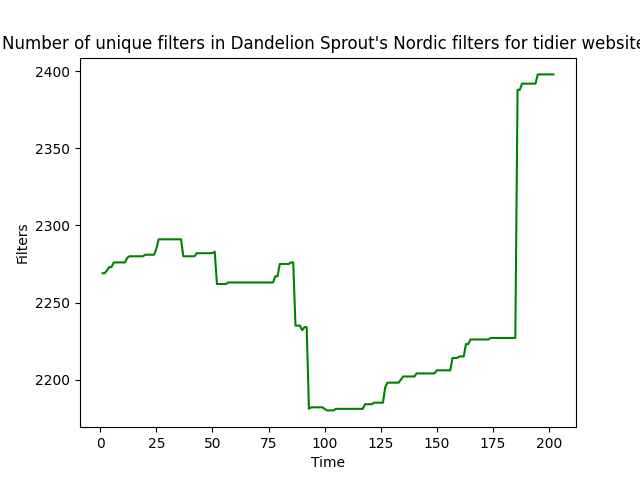 Number of unique filters in Dandelion Sprout's Nordic filters for tidier website
2400
2350
2300
2250
2200
Filters
0 25 50 75 100 125 150 175 200
Time